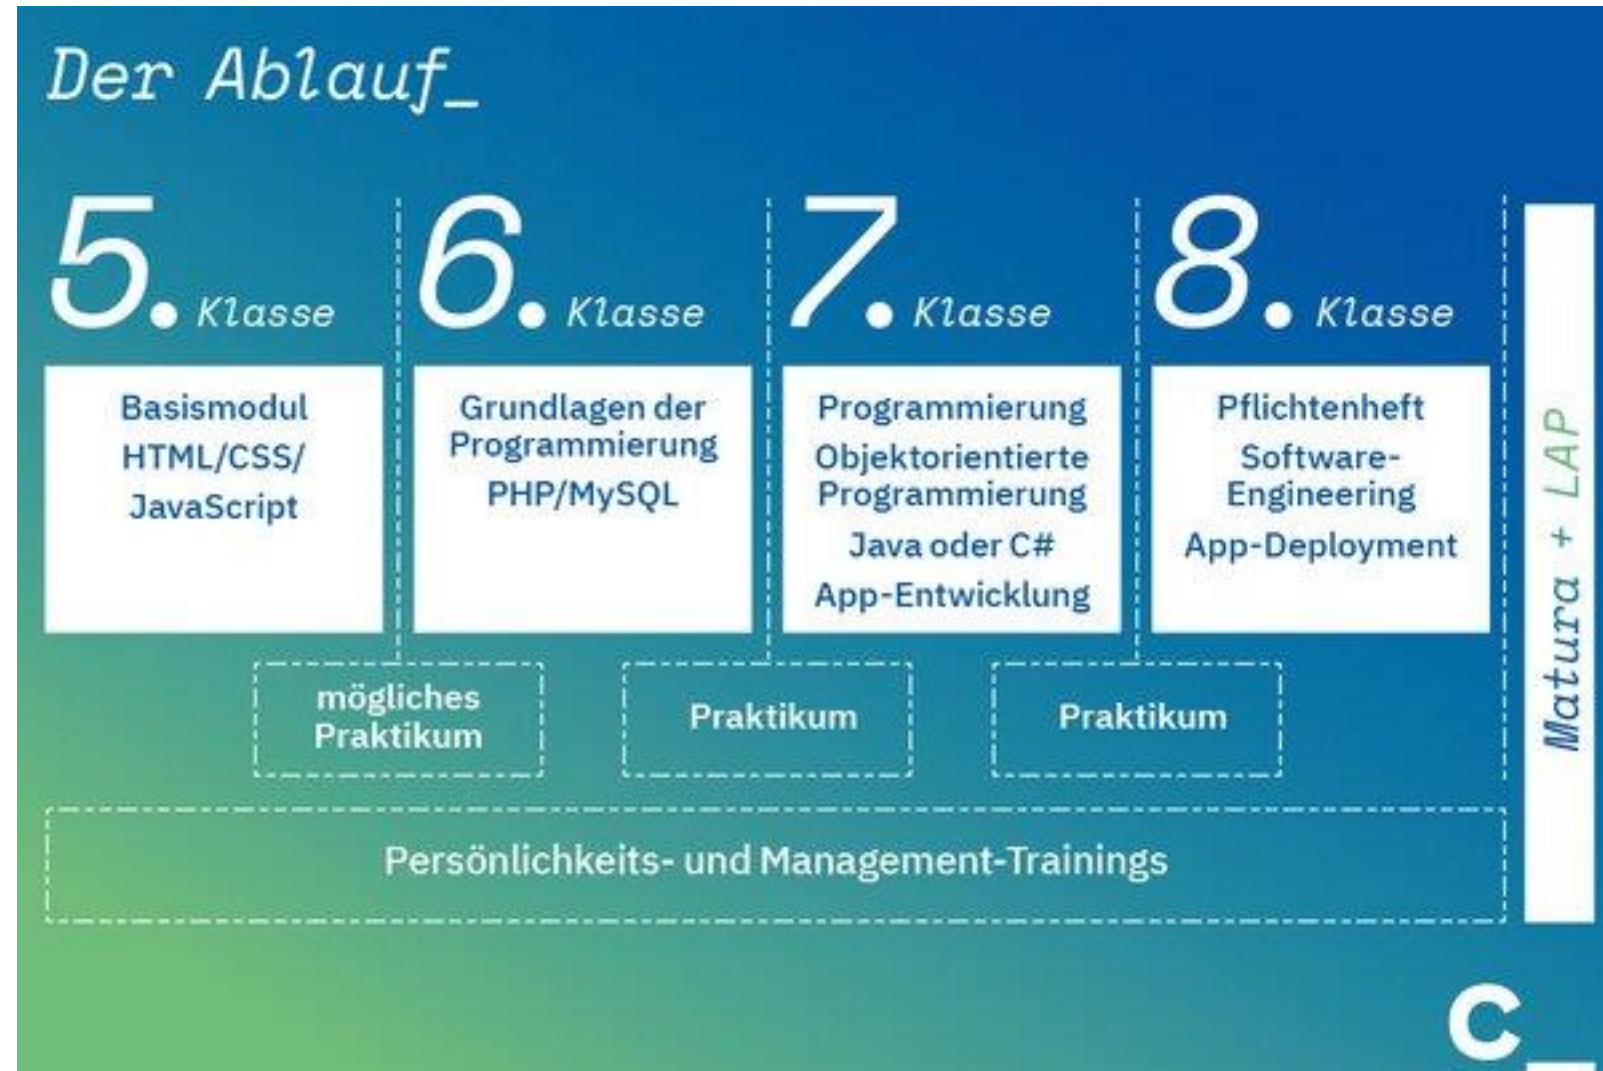 Der Ablauf_
5. Klasse
Basismodul
HTML/CSS/
JavaScript
6. Klasse
Grundlagen der
Programmierung
PHP/MySQL
7. Klasse
Programmierung
Objektorientierte
Programmierung
Java oder C#
App-Entwicklung
8. Klasse
Pflichtenheft
Software-
Engineering
App-Deployment
mögliches
Praktikum
Praktikum
Praktikum
Persönlichkeits- und Management-Trainings
Matura + LAP
C_